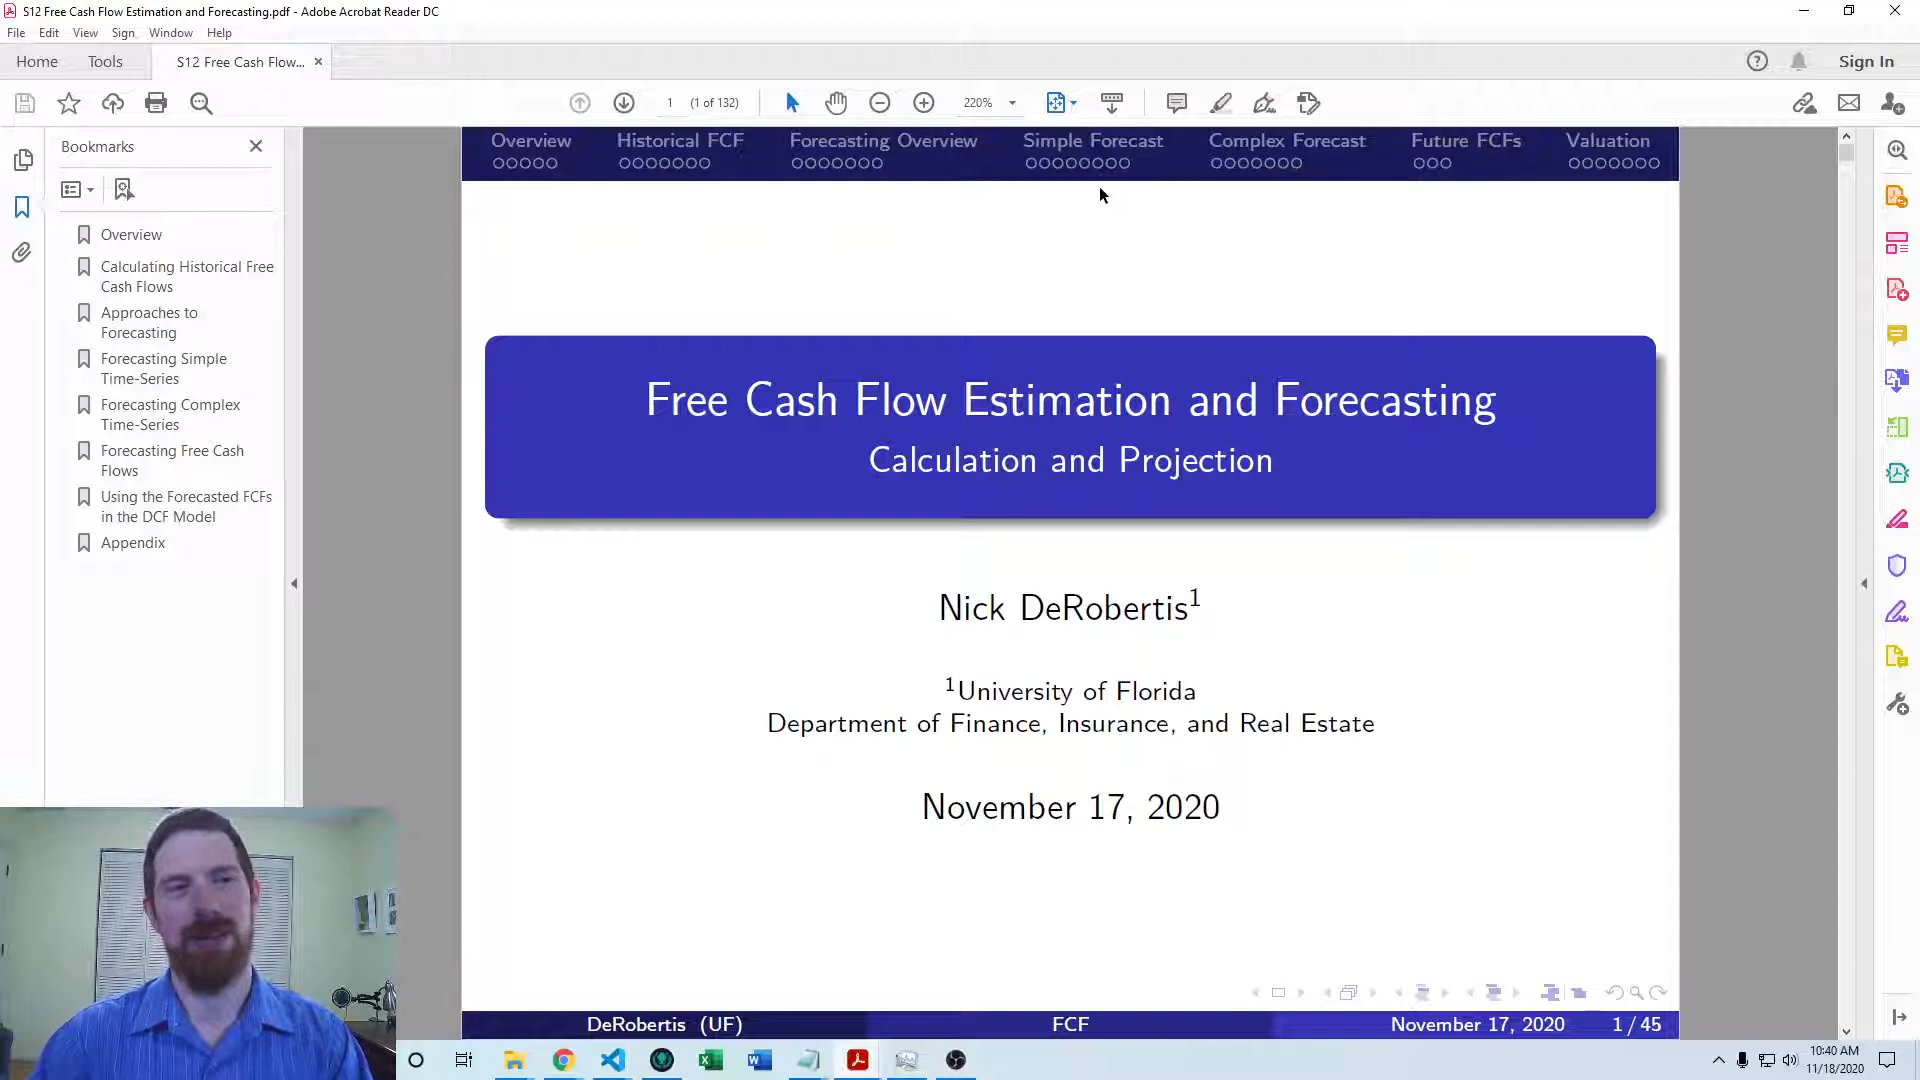 S12 Free Cash Flow Estimation and Forecasting.pdf - Adobe Acrobat Reader DC
File Edit View Sign Window Help
Home Tools S12 Free Cash Flow... Sign In
1 (1 of 132) 220%
Bookmarks
Overview
Calculating Historical Free
Cash Flows
Approaches to
Forecasting
Forecasting Simple
Time-Series
Forecasting Complex
Time-Series
Forecasting Free Cash
Flows
Using the Forecasted FCFs
in the DCF Model
Appendix
Overview Historical FCF Forecasting Overview Simple Forecast Complex Forecast Future FCFs Valuation
Free Cash Flow Estimation and Forecasting
Calculation and Projection
Nick DeRobertis¹
¹University of Florida
Department of Finance, Insurance, and Real Estate
November 17, 2020
DeRobertis (UF) FCF November 17, 2020 1 / 45
10:40 AM
11/18/2020